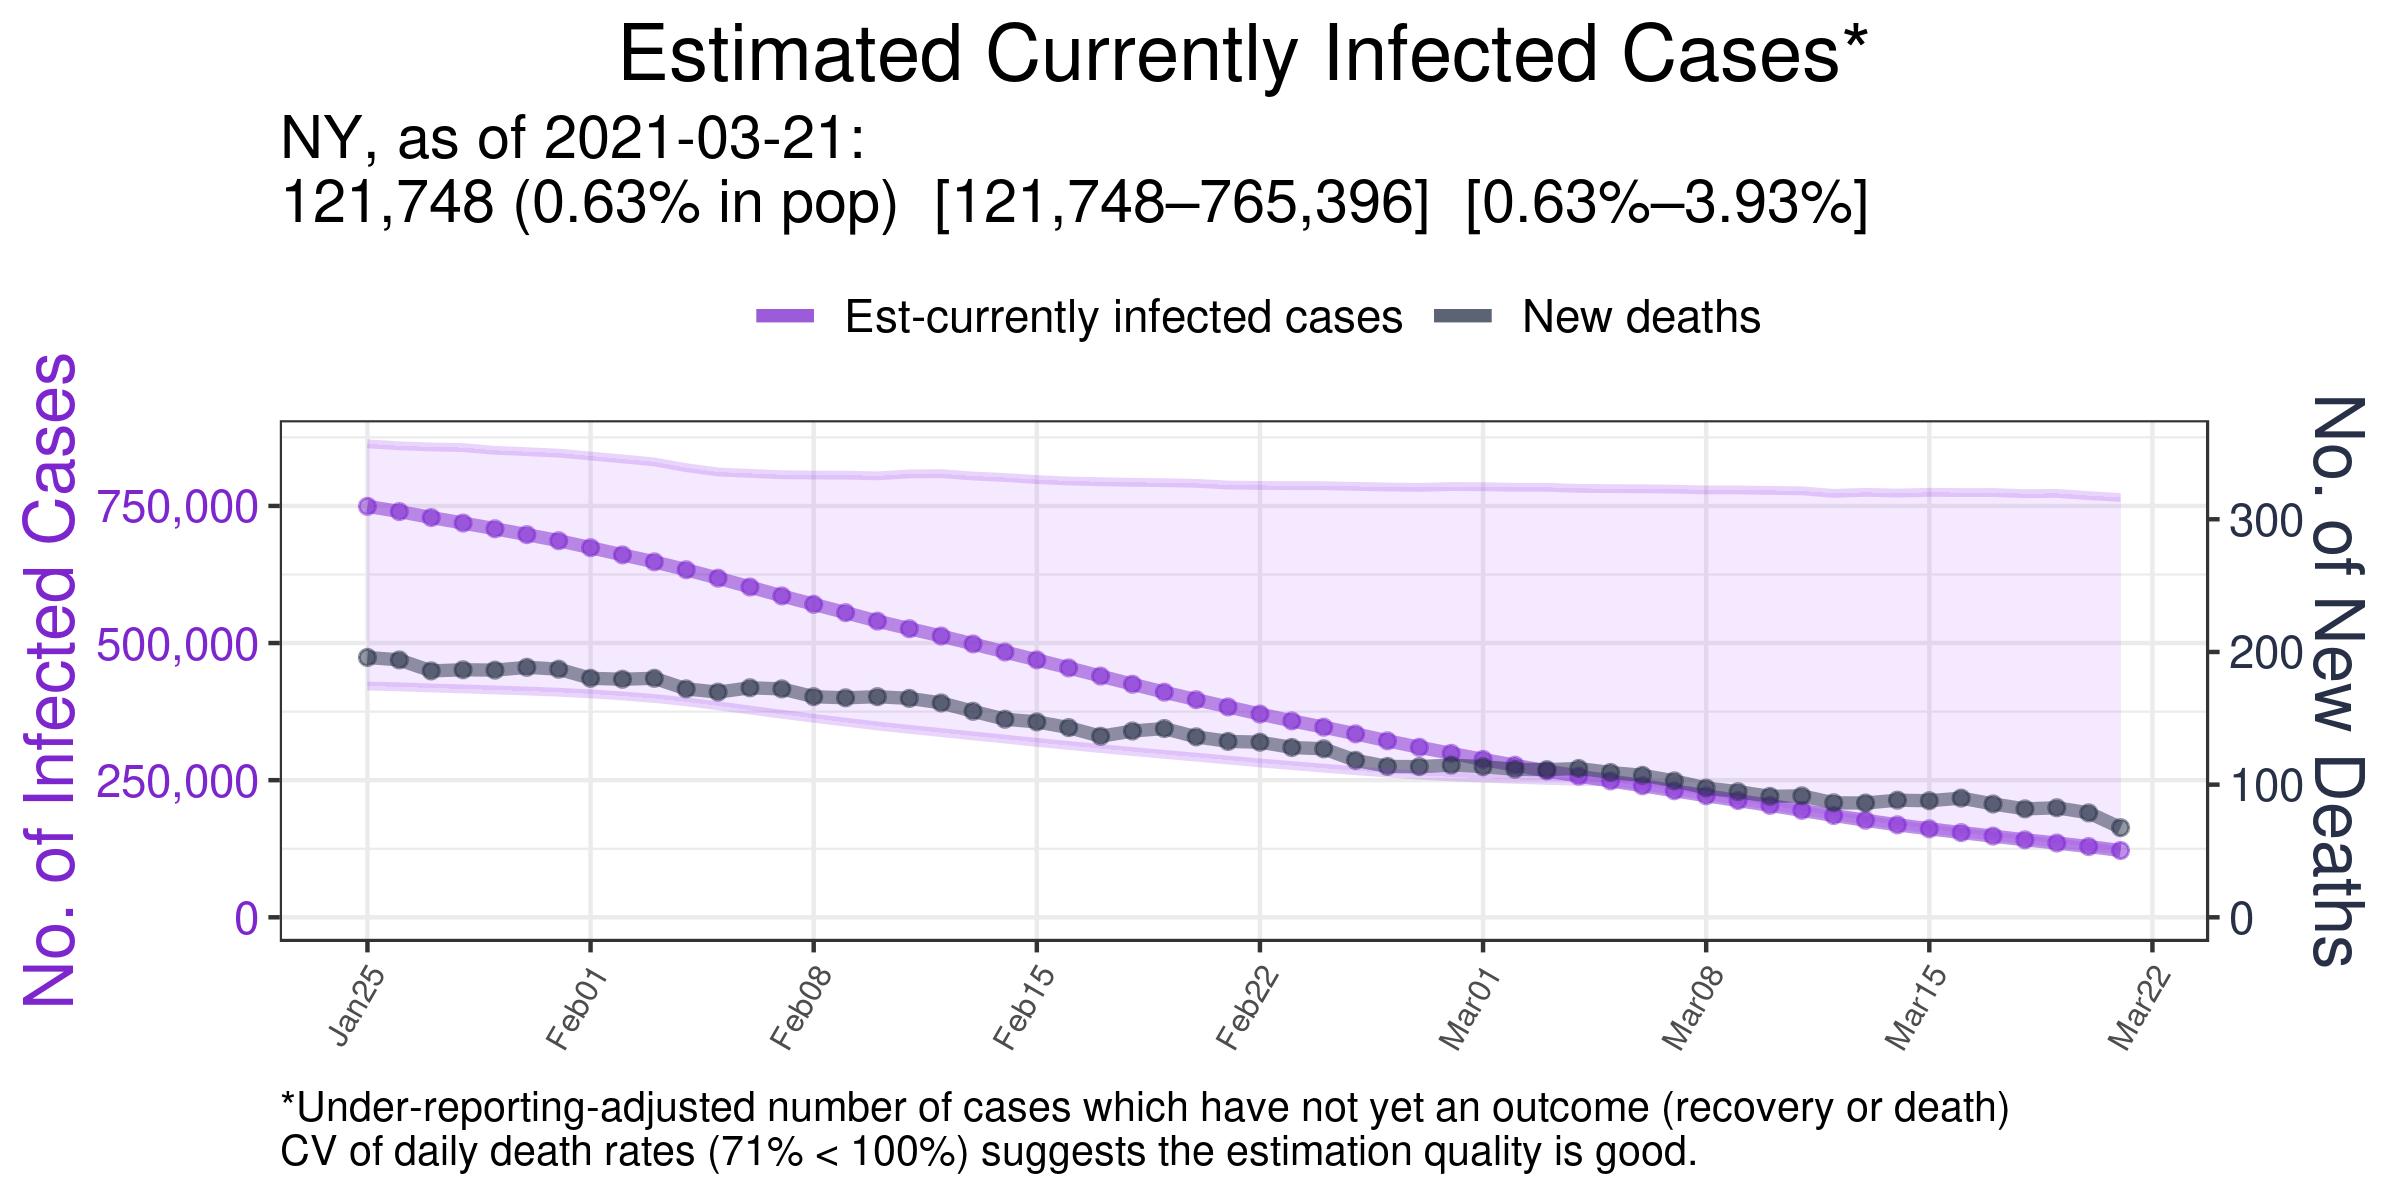 Estimated Currently Infected Cases*
NY, as of 2021-03-21:
121,748 (0.63% in pop)  [121,748–765,396]  [0.63%–3.93%]
Est-currently infected cases
New deaths
No. of Infected Cases
750,000
500,000
250,000
0
300
200
100
0
No. of New Deaths
Jan25
Feb01
Feb08
Feb15
Feb22
Mar01
Mar08
Mar15
Mar22
*Under-reporting-adjusted number of cases which have not yet an outcome (recovery or death)
CV of daily death rates (71% < 100%) suggests the estimation quality is good.